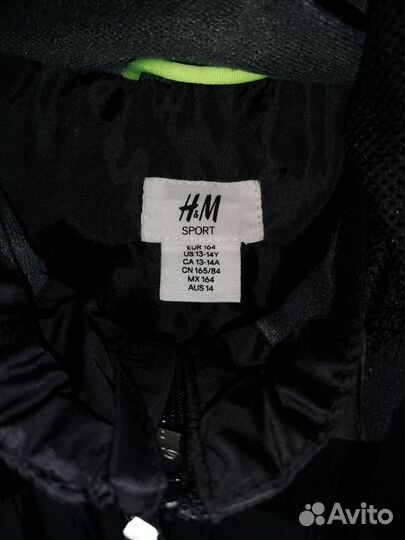 H&M
SPORT
EUR 164
US 13-14Y
CA 13-14A
CN 165/84
MX 164
AUS 14
Avito